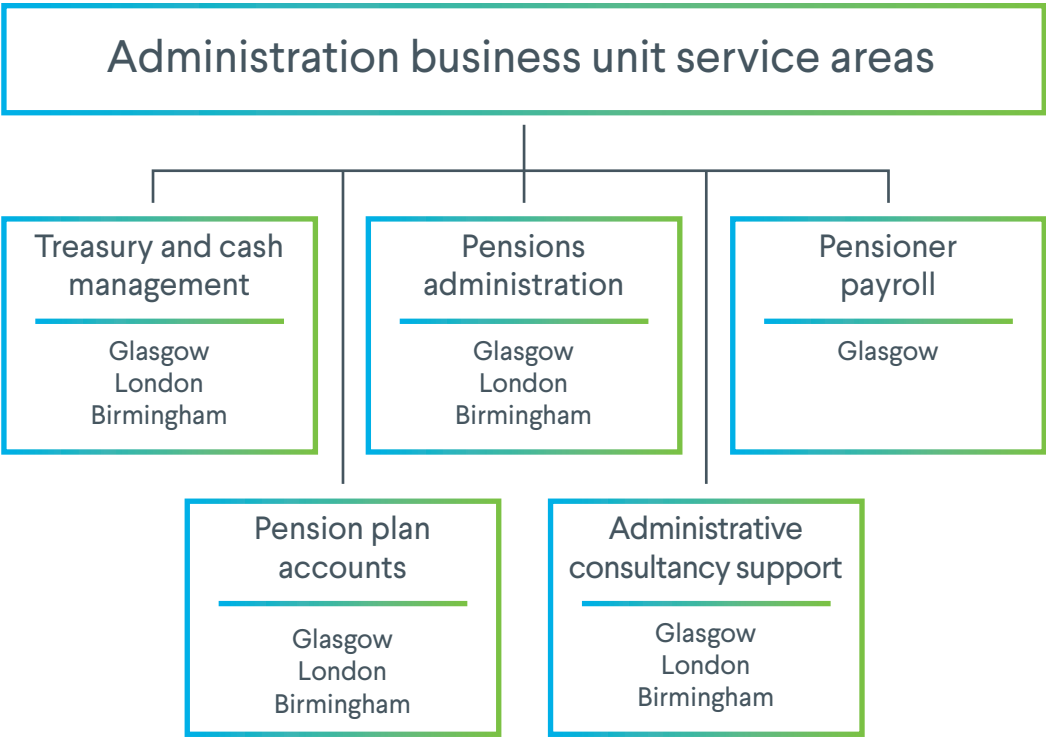 Administration business unit service areas
Treasury and cash
management
Glasgow
London
Birmingham
Pensions
administration
Glasgow
London
Birmingham
Pensioner
payroll
Glasgow
Pension plan
accounts
Glasgow
London
Birmingham
Administrative
consultancy support
Glasgow
London
Birmingham